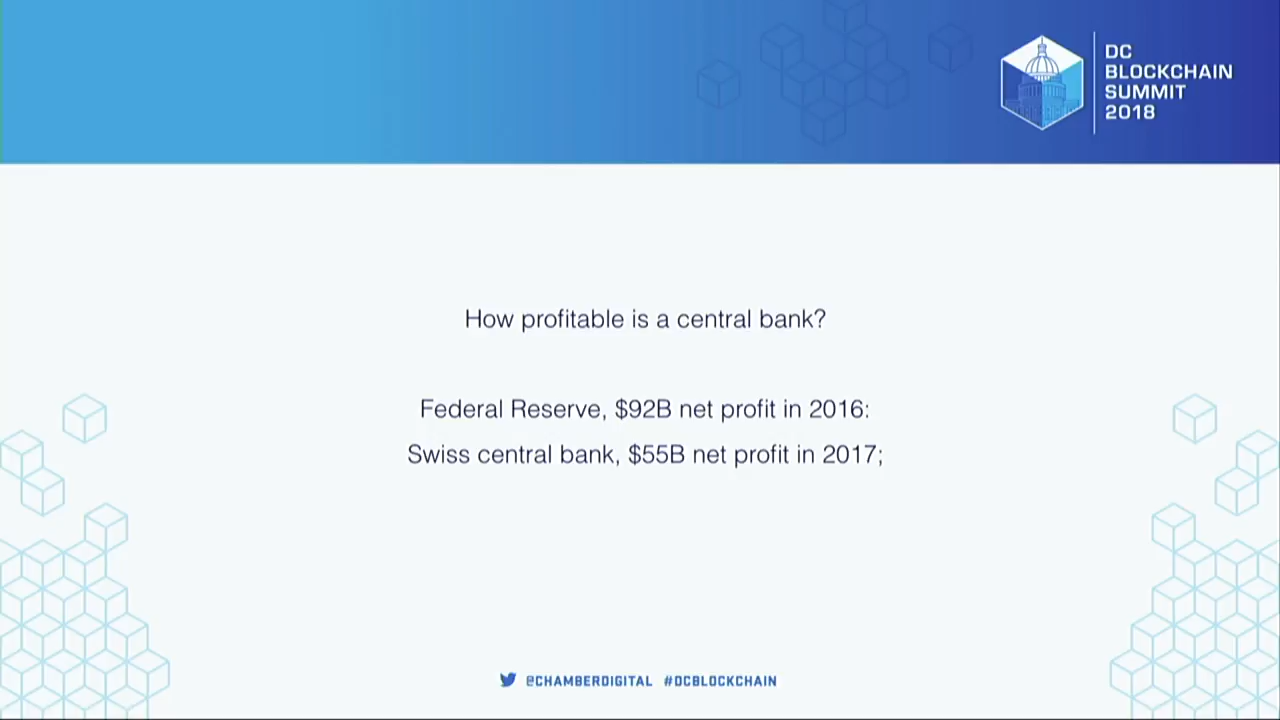 DC
BLOCKCHAIN
SUMMIT
2018
How profitable is a central bank?
Federal Reserve, $92B net profit in 2016:
Swiss central bank, $55B net profit in 2017;
@CHAMBERDIGITAL #DCBLOCKCHAIN